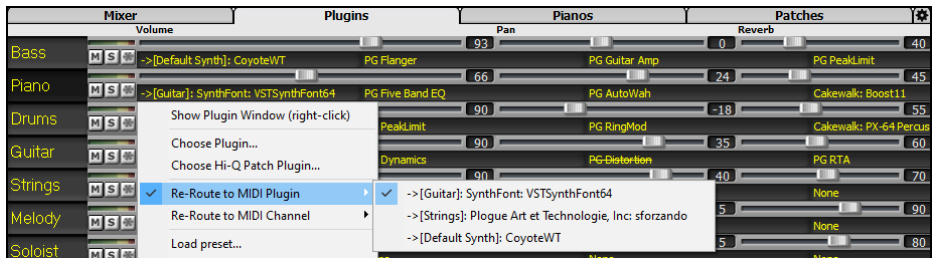 Mixer Plugins Pianos Patches
Volume Pan Reverb
Bass M S 93 0 40
->[Default Synth]: CoyoteWT PG Flanger PG Guitar Amp PG PeakLimit
Piano M S 66 24 45
->[Guitar]: SynthFont: VSTSynthFont64 PG Five Band EQ PG AutoWah Cakewalk: Boost11
Drums M S 90 -18 55
PeakLimit PG RingMod Cakewalk: PX-64 Percus
Guitar M S 90 35 60
Dynamics PG Distortion PG RTA
Strings M S 90 40 70
None
Melody M S 5 90
None
Soloist M S 5 80
None None
Show Plugin Window (right-click)
Choose Plugin...
Choose Hi-Q Patch Plugin...
Re-Route to MIDI Plugin
Re-Route to MIDI Channel
Load preset...
->[Guitar]: SynthFont: VSTSynthFont64
->[Strings]: Plogue Art et Technologie, Inc: sforzando
->[Default Synth]: CoyoteWT